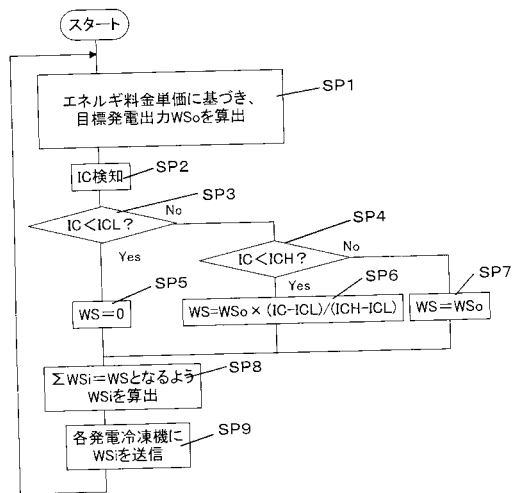 スタート
エネルギ料金単価に基づき、
目標発電出力WSoを算出
SP1
IC検知
SP2
SP3
IC<ICL?
No
Yes
SP4
IC<ICH?
No
Yes
SP5
WS=0
SP6
WS=WSo×(IC-ICL)/(ICH-ICL)
SP7
WS=WSo
ΣWSi=WSとなるよう
WSiを算出
SP8
各発電冷凍機に
WSiを送信
SP9